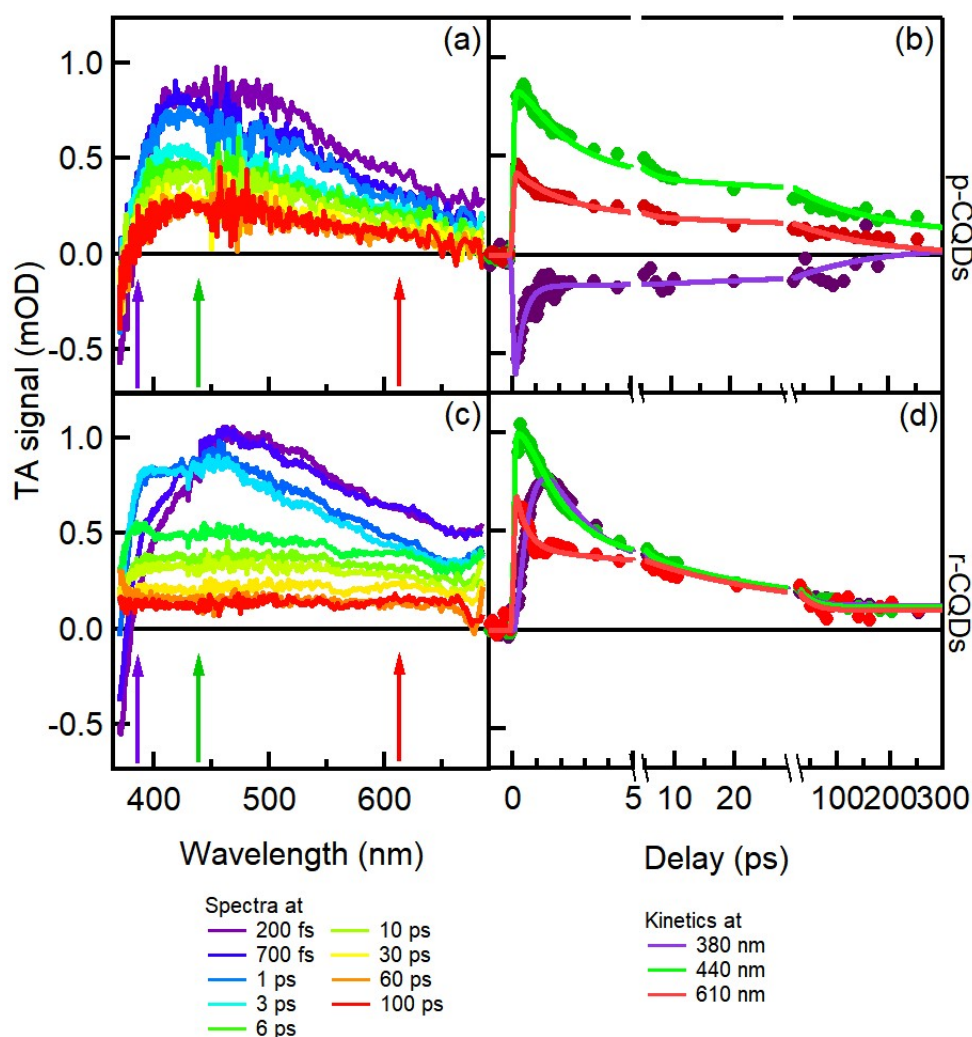 (a)
(b)
1.0
0.5
0.0
-0.5
p-CQDs
TA signal (mOD)
(c)
(d)
1.0
0.5
0.0
-0.5
r-CQDs
400 500 600
0 5 10 20 100 200 300
Wavelength (nm)
Delay (ps)
Spectra at
200 fs 10 ps
700 fs 30 ps
1 ps 60 ps
3 ps 100 ps
6 ps
Kinetics at
380 nm
440 nm
610 nm